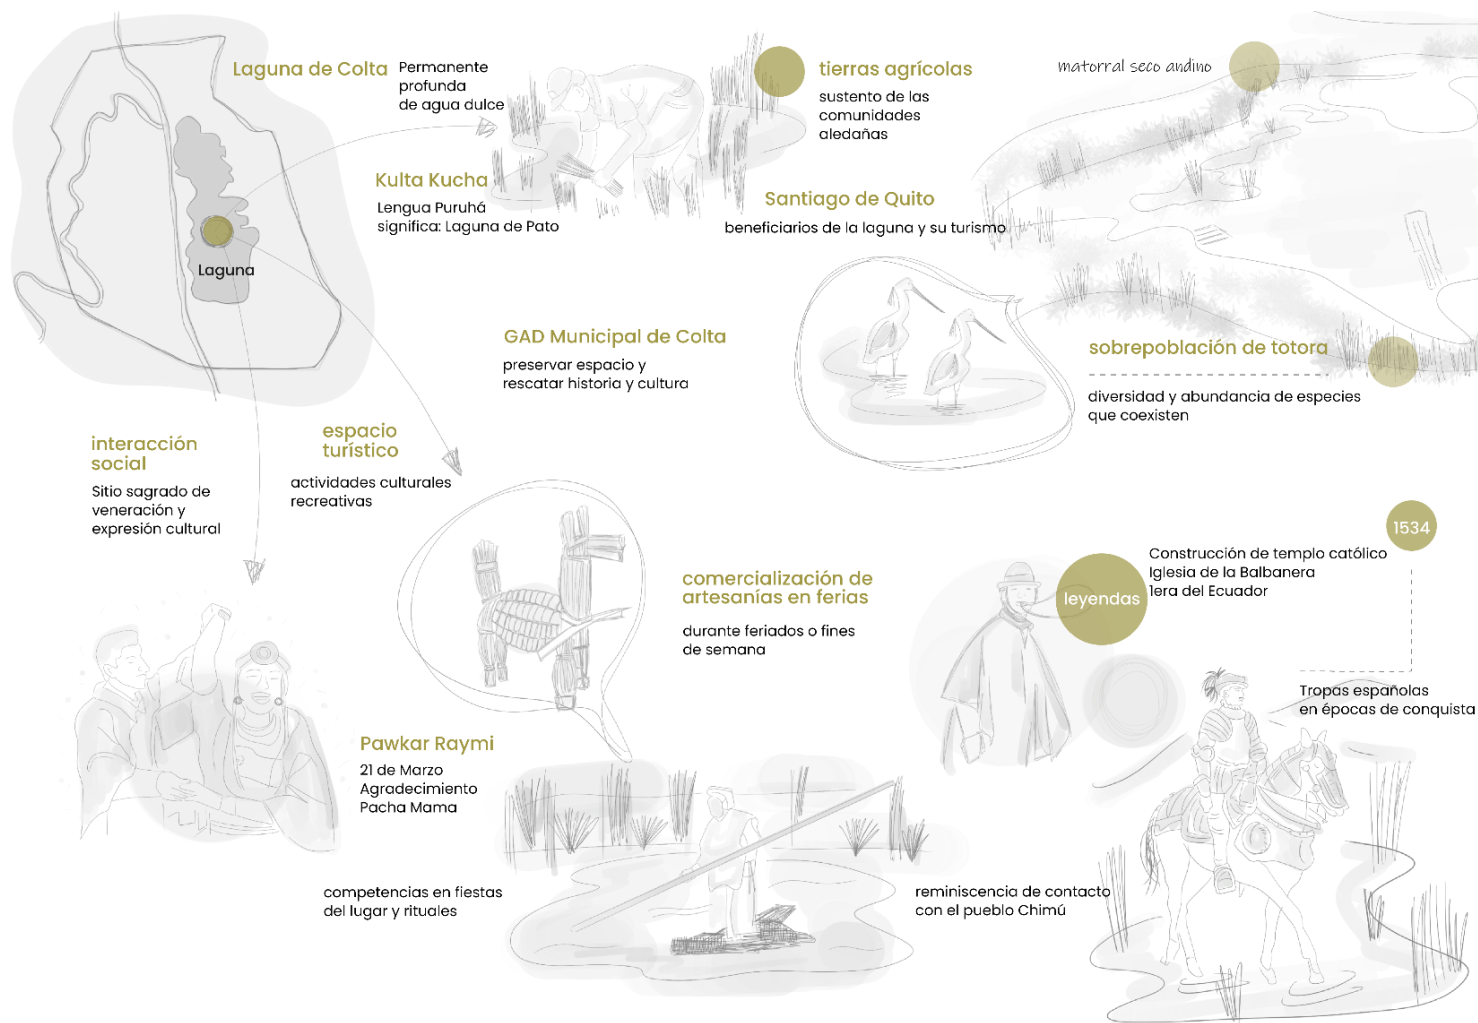 Laguna de Colta
Permanente
profunda
de agua dulce
tierras agrícolas
sustento de las
comunidades
aledañas
matorral seco andino
Kulta Kucha
Lengua Puruhá
significa: Laguna de Pato
Santiago de Quito
beneficiarios de la laguna y su turismo
Laguna
GAD Municipal de Colta
preservar espacio y
rescatar historia y cultura
sobrepoblación de totora
diversidad y abundancia de especies
que coexisten
interacción
social
Sitio sagrado de
veneración y
expresión cultural
espacio
turístico
actividades culturales
recreativas
comercialización de
artesanías en ferias
durante feriados o fines
de semana
leyendas
1534
Construcción de templo católico
Iglesia de la Balbanera
1era del Ecuador
Tropas españolas
en épocas de conquista
Pawkar Raymi
21 de Marzo
Agradecimiento
Pacha Mama
competencias en fiestas
del lugar y rituales
reminiscencia de contacto
con el pueblo Chimú